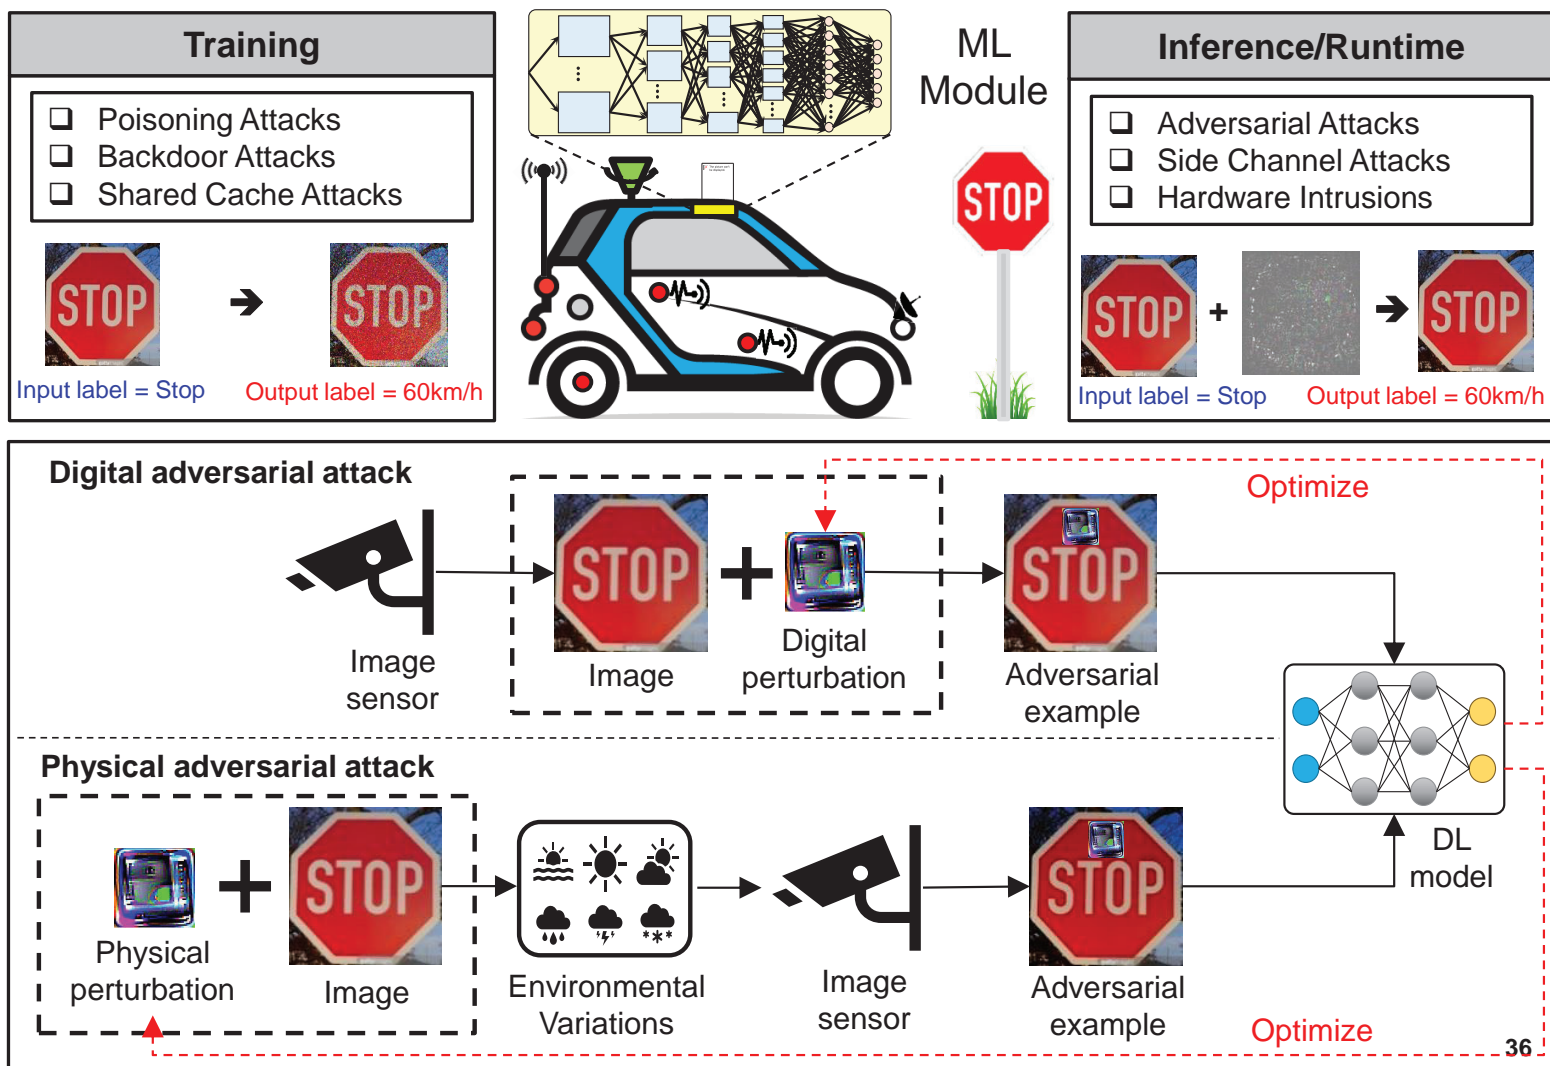 Training
Poisoning Attacks
Backdoor Attacks
Shared Cache Attacks
STOP
STOP
Input label = Stop
Output label = 60km/h
ML
Module
STOP
Inference/Runtime
Adversarial Attacks
Side Channel Attacks
Hardware Intrusions
STOP
+
STOP
Input label = Stop
Output label = 60km/h
Digital adversarial attack
Optimize
STOP
STOP
Image
sensor
Image
Digital
perturbation
Adversarial
example
Physical adversarial attack
STOP
STOP
DL
model
Physical
perturbation
Image
Environmental
Variations
Image
sensor
Adversarial
example
Optimize
36